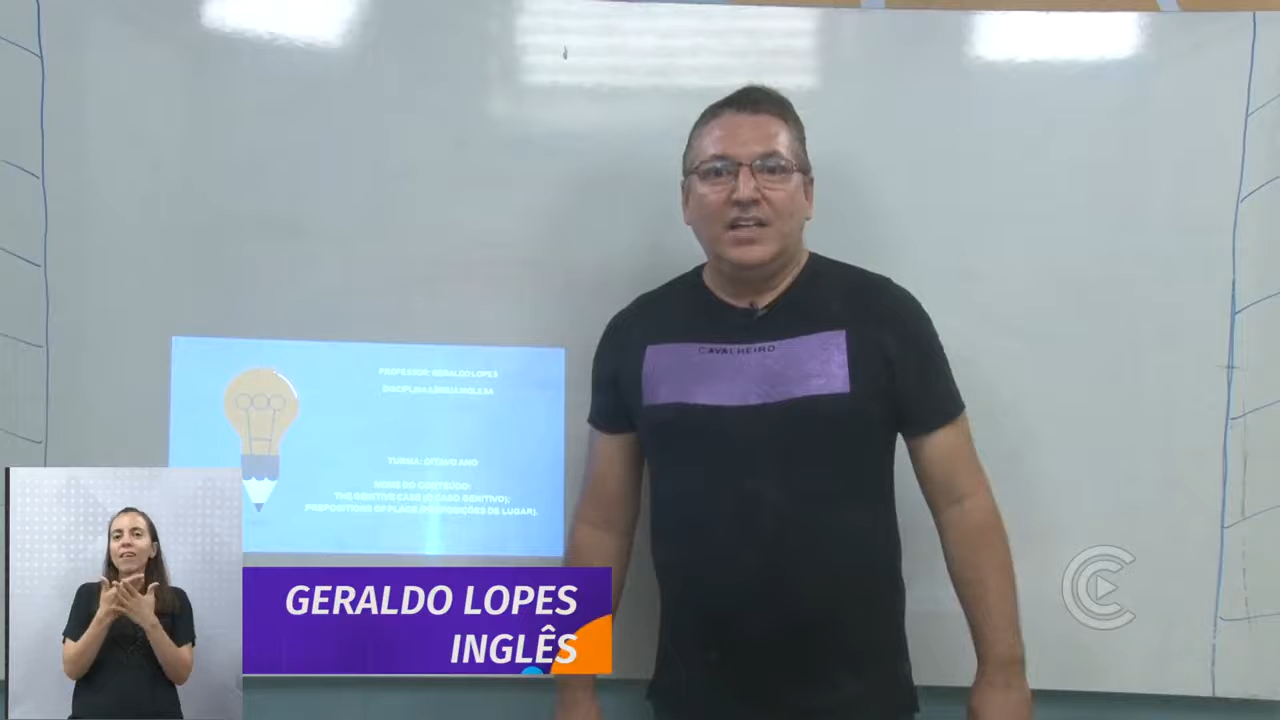 CAVALHEIRO
PROFESSOR: GERALDO LOPES
DISCIPLINA: LÍNGUA INGLESA
TURMA: OITAVO ANO
NOME DO CONTEÚDO:
THE GENITIVE CASE (O CASO GENITIVO);
PREPOSITIONS OF PLACE (PREPOSIÇÕES DE LUGAR).
GERALDO LOPES
INGLÊS